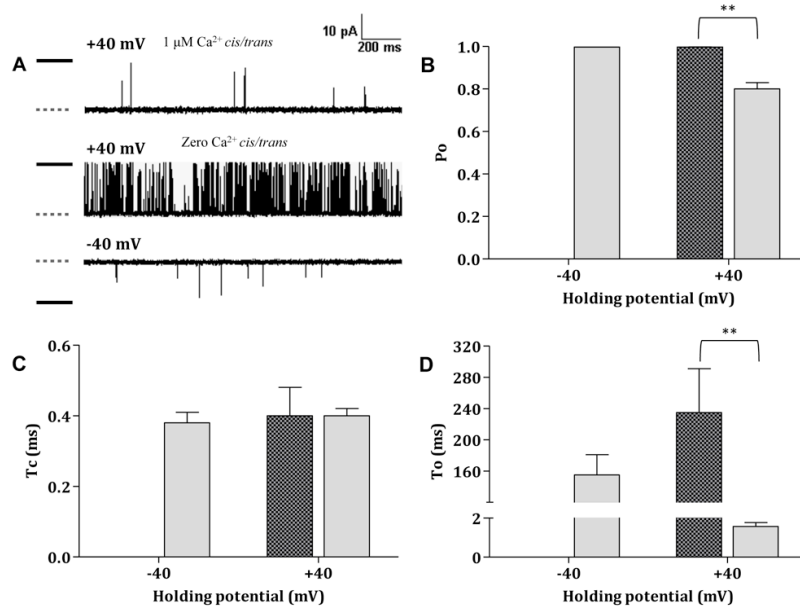 A
+40 mV
1 µM Ca²⁺ cis/trans
10 pA
200 ms
+40 mV
Zero Ca²⁺ cis/trans
-40 mV
B
**
Po
1.0
0.8
0.6
0.4
0.2
0.0
-40
+40
Holding potential (mV)
C
Tc (ms)
0.6
0.4
0.2
0.0
-40
+40
Holding potential (mV)
D
**
To (ms)
320
280
240
200
160
2
0
-40
+40
Holding potential (mV)